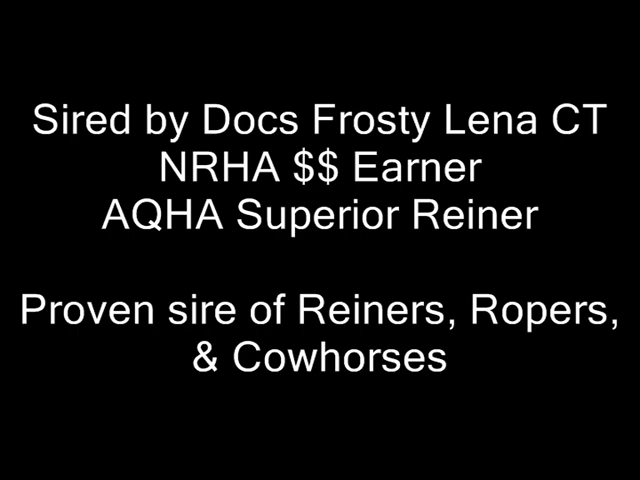 Sired by Docs Frosty Lena CT
NRHA $$ Earner
AQHA Superior Reiner
Proven sire of Reiners, Ropers,
& Cowhorses